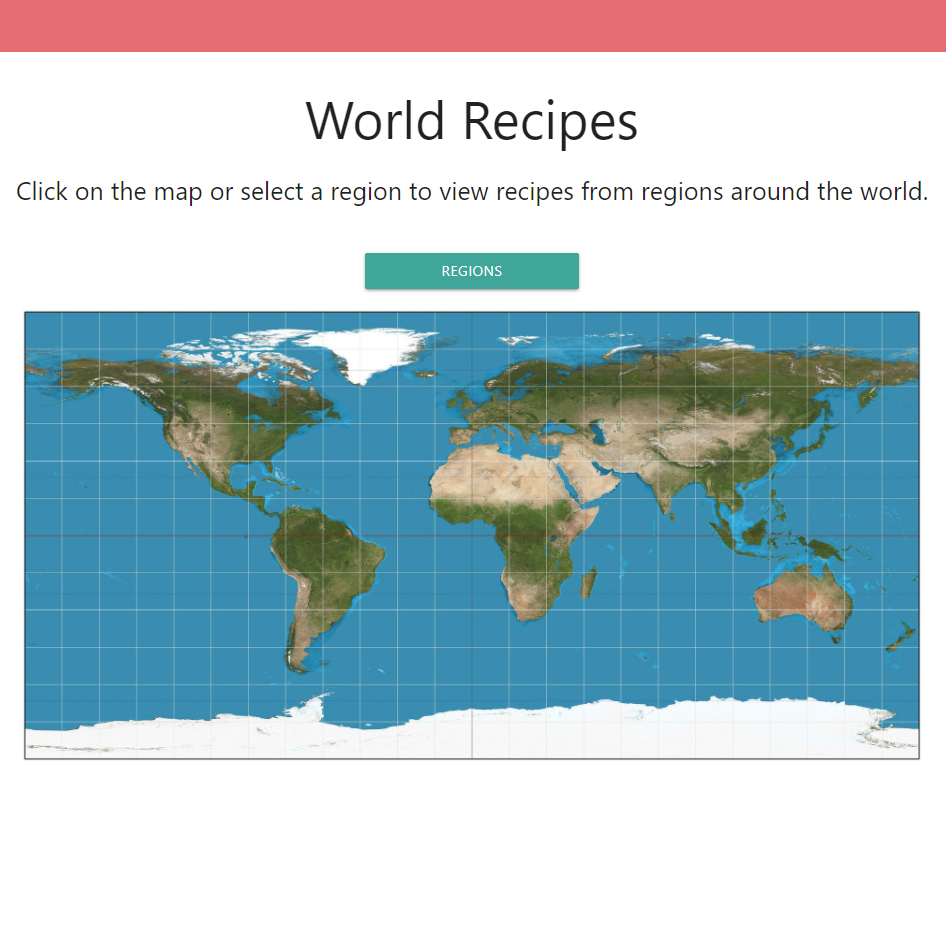 World Recipes
Click on the map or select a region to view recipes from regions around the world.
REGIONS